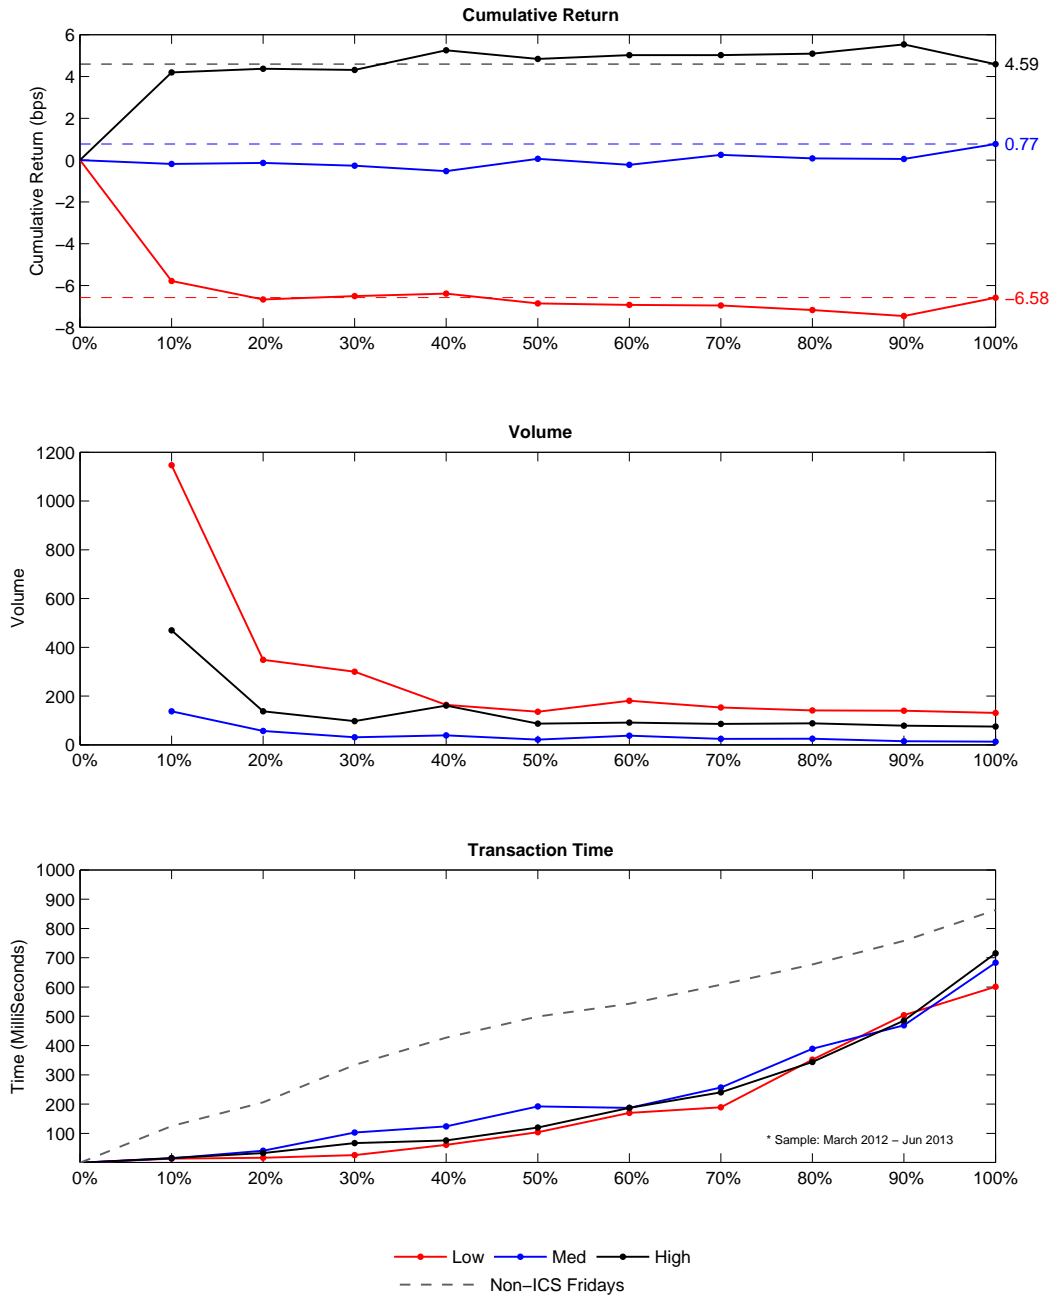 Cumulative Return
6
4
2
0
−2
−4
−6
−8
Cumulative Return (bps)
4.59
0.77
−6.58
0% 10% 20% 30% 40% 50% 60% 70% 80% 90% 100%
Volume
1200
1000
800
600
400
200
0
Volume
0% 10% 20% 30% 40% 50% 60% 70% 80% 90% 100%
Transaction Time
1000
900
800
700
600
500
400
300
200
100
Time (MilliSeconds)
* Sample: March 2012 − Jun 2013
0% 10% 20% 30% 40% 50% 60% 70% 80% 90% 100%
Low Med High
Non−ICS Fridays